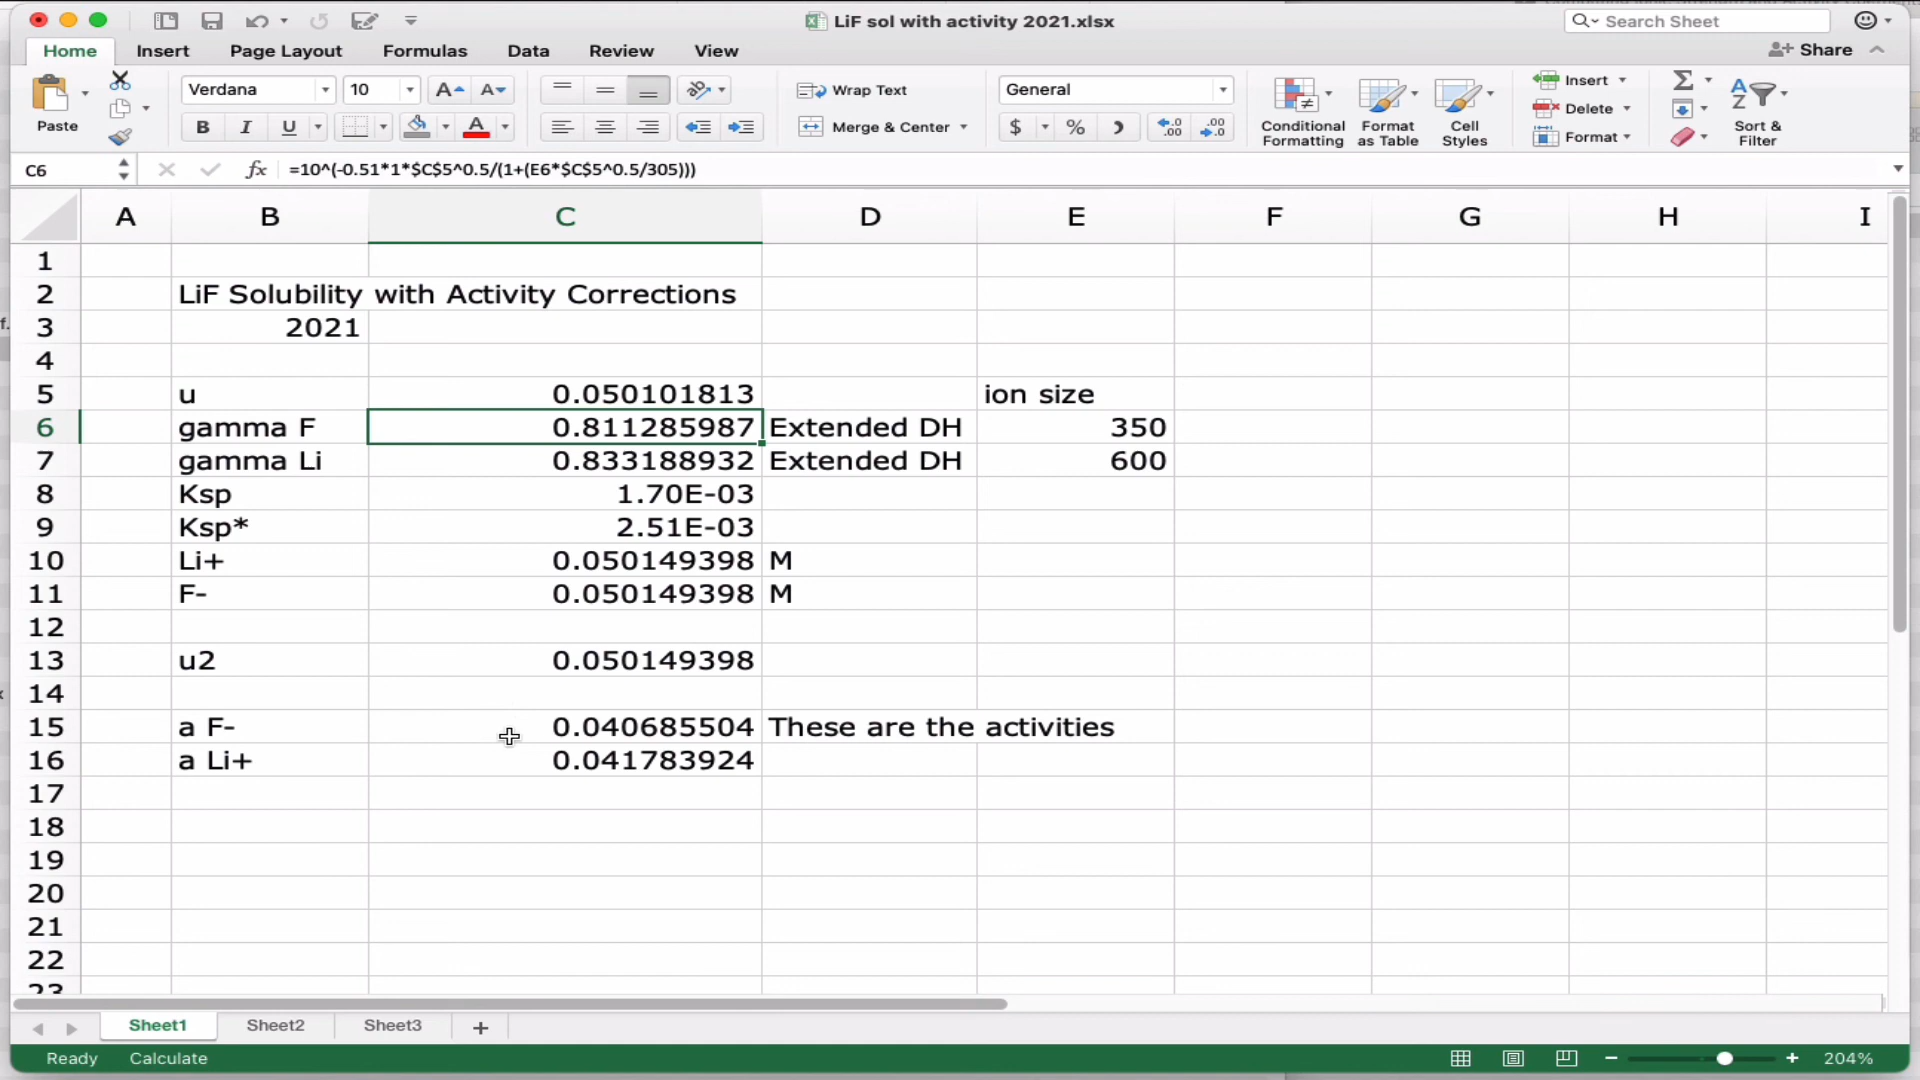 LiF sol with activity 2021.xlsx
Search Sheet
Home Insert Page Layout Formulas Data Review View
Share
Paste
Verdana 10
B I U
Wrap Text
Merge & Center
General
$ %
Conditional Formatting
Format as Table
Cell Styles
Insert
Delete
Format
Sort & Filter
C6 fx =10^(-0.51*1*$C$5^0.5/(1+(E6*$C$5^0.5/305)))
A B C D E F G H I
1
2 LiF Solubility with Activity Corrections
3 2021
4
5 u 0.050101813 ion size
6 gamma F 0.811285987 Extended DH 350
7 gamma Li 0.833188932 Extended DH 600
8 Ksp 1.70E-03
9 Ksp* 2.51E-03
10 Li+ 0.050149398 M
11 F- 0.050149398 M
12
13 u2 0.050149398
14
15 a F- 0.040685504 These are the activities
16 a Li+ 0.041783924
17
18
19
20
21
22
23
Sheet1 Sheet2 Sheet3 +
Ready Calculate
204%